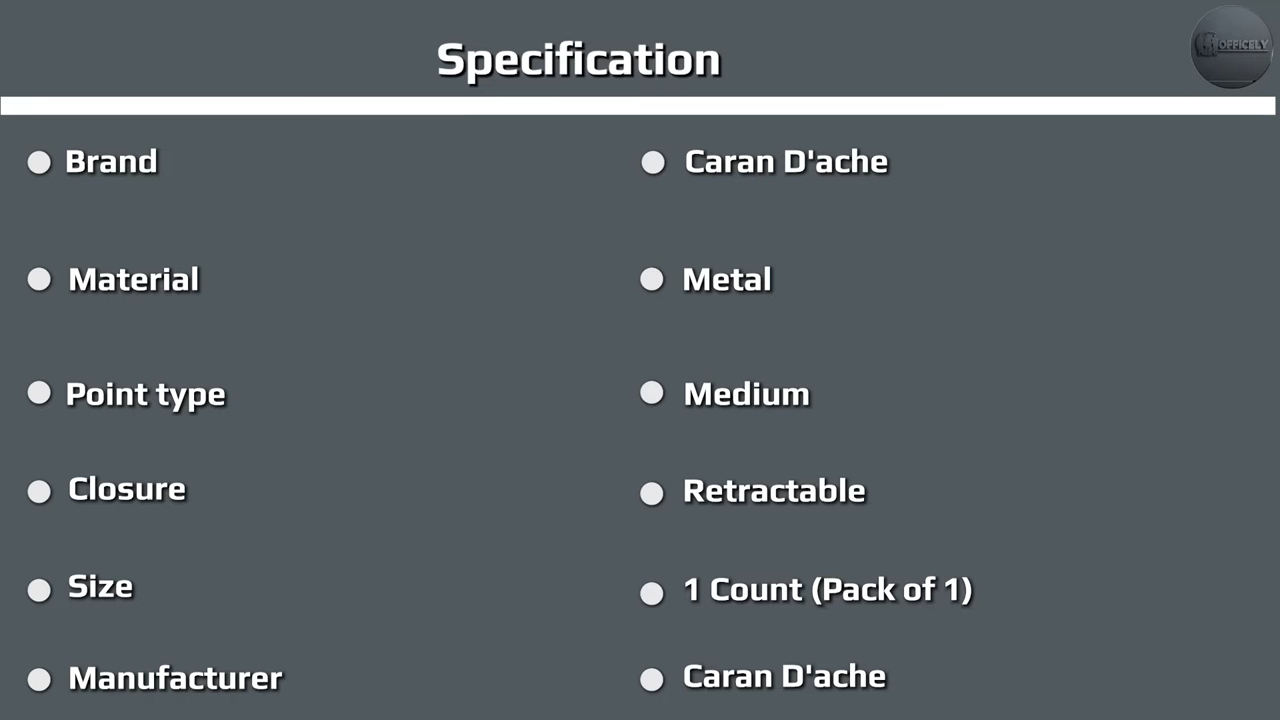 Specification
OFFICELY
Brand
Caran D'ache
Material
Metal
Point type
Medium
Closure
Retractable
Size
1 Count (Pack of 1)
Manufacturer
Caran D'ache